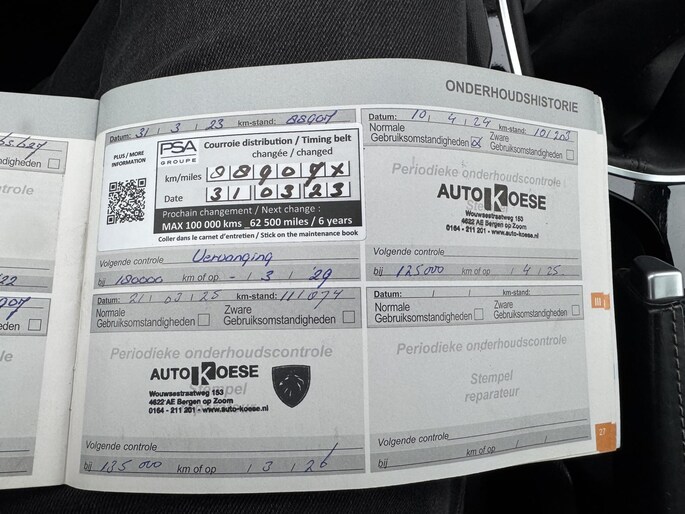 ONDERHOUDSHISTORIE
Datum: 31 / 3 / 23 km-stand: 88907
PLUS / MORE
INFORMATION
PSA
GROUPE
Courroie distribution / Timing belt
changée / changed
km/miles 88907X
Date 310323
Prochain changement / Next change :
MAX 100 000 kms _62 500 miles / 6 years
Coller dans le carnet d'entretien / Stick on the maintenance book
Volgende controle Vervanging
bij 180000 km of op - / 3 / 29
Datum: 10 / 4 / 24 km-stand: 101203
Normale
Gebruiksomstandigheden
Zware
Gebruiksomstandigheden
Periodieke onderhoudscontrole
AUTO KOESE
Wouwsestraatweg 153
4622 AE Bergen op Zoom
0164 - 211 201 - www.auto-koese.nl
Volgende controle
bij 125000 km of op / 4 / 25
Datum: 21 / 03 / 25 km-stand: 111874
Normale
Gebruiksomstandigheden
Zware
Gebruiksomstandigheden
Periodieke onderhoudscontrole
AUTO KOESE
Stempel
Wouwsestraatweg 153
4622 AE Bergen op Zoom
0164 - 211 201 - www.auto-koese.nl
Volgende controle
bij 135000 km of op / 3 / 26
Datum: / / km-stand:
Normale
Gebruiksomstandigheden
Zware
Gebruiksomstandigheden
Periodieke onderhoudscontrole
Stempel
reparateur
Volgende controle
bij km of op / /
III
27